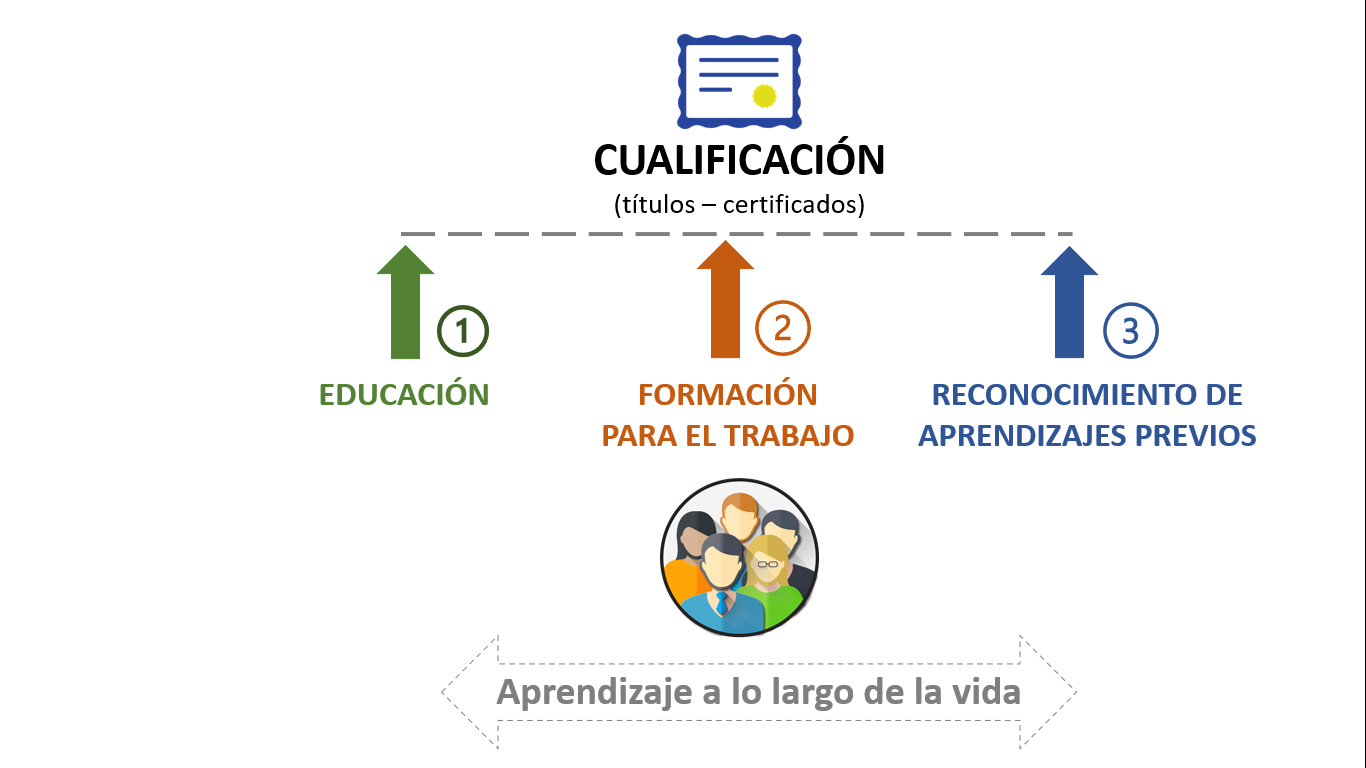 CUALIFICACIÓN
(títulos – certificados)
1
2
3
EDUCACIÓN
FORMACIÓN
PARA EL TRABAJO
RECONOCIMIENTO DE
APRENDIZAJES PREVIOS
Aprendizaje a lo largo de la vida